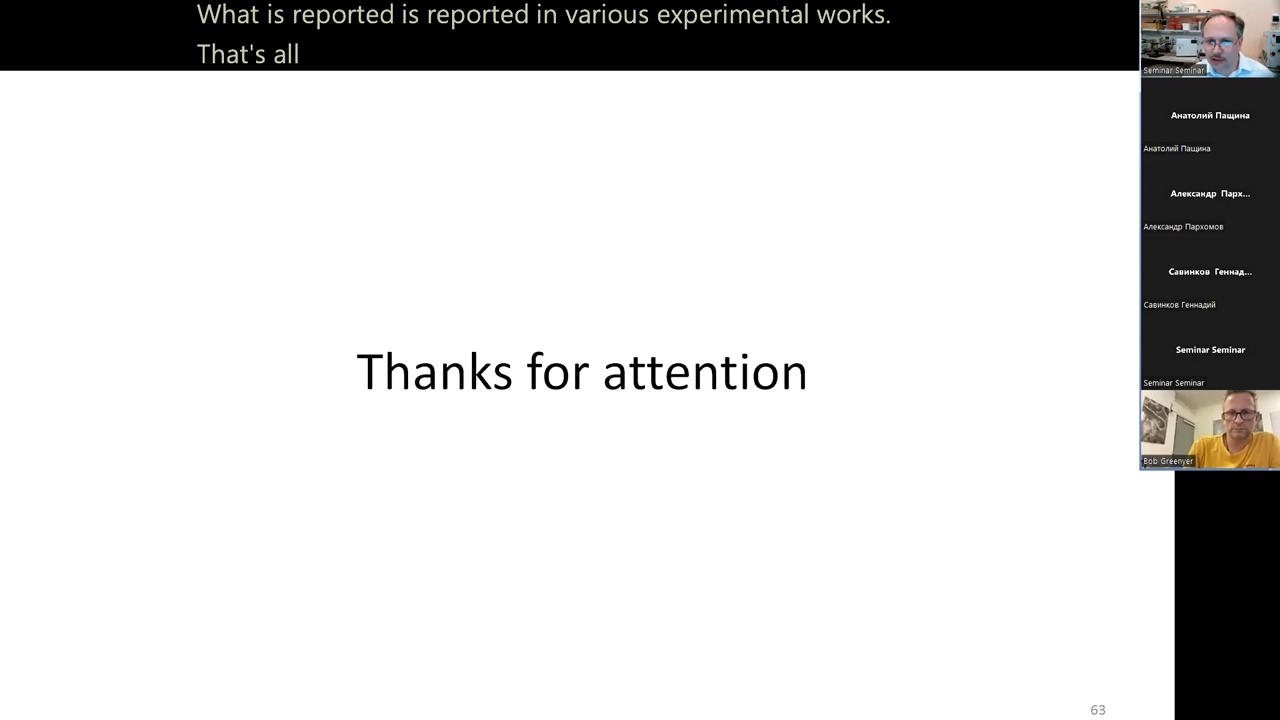 What is reported is reported in various experimental works.
That's all
Seminar Seminar
Анатолий Пащина
Анатолий Пащина
Александр Парх...
Александр Пархомов
Савинков Геннад...
Савинков Геннадий
Seminar Seminar
Seminar Seminar
Bob Greenyer
Thanks for attention
63